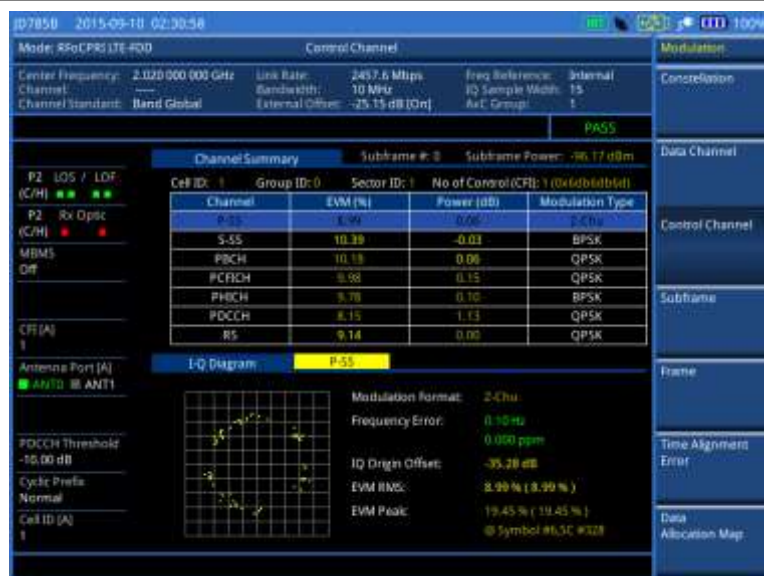 JD785B 2015-09-10 02:30:58 100%
Mode: RFoCPRI LTE-FDD Control Channel Modulation
Center Frequency: 2.020 000 000 GHz Link Rate: 2457.6 Mbps Freq Reference: Internal
Channel: ---- Bandwidth: 10 MHz IQ Sample Width: 15
Channel Standard: Band Global External Offset: -25.15 dB [On] AxC Group: 1
PASS
Constellation
Channel Summary Subframe #: 0 Subframe Power: -96.17 dBm
Data Channel
P2 LOS / LOF
(C/H)
Cell ID: 1 Group ID: 0 Sector ID: 1 No of Control (CFI): 1 (0x6db6db6d)
Channel EVM (%) Power (dB) Modulation Type
P2 Rx Optic
(C/H)
P-SS 8.99 0.06 Z-Chu
S-SS 10.39 -0.03 BPSK
Control Channel
MBMS
Off
PBCH 10.19 0.06 QPSK
PCFICH 9.98 0.15 QPSK
PHICH 9.78 0.10 BPSK
Subframe
PDCCH 8.15 1.13 QPSK
RS 9.14 0.00 QPSK
CFI [A]
1
I-Q Diagram P-SS
Antenna Port [A]
ANT0 ANT1
Frame
Modulation Format: Z-Chu
Frequency Error: 0.10 Hz
0.000 ppm
PDCCH Threshold
-10.00 dB
Time Alignment
Error
IQ Origin Offset: -35.28 dB
Cyclic Prefix
Normal
EVM RMS: 8.99 % ( 8.99 % )
EVM Peak: 19.45 % ( 19.45 % )
@ Symbol #6,SC #328
Cell ID [A]
1
Data
Allocation Map